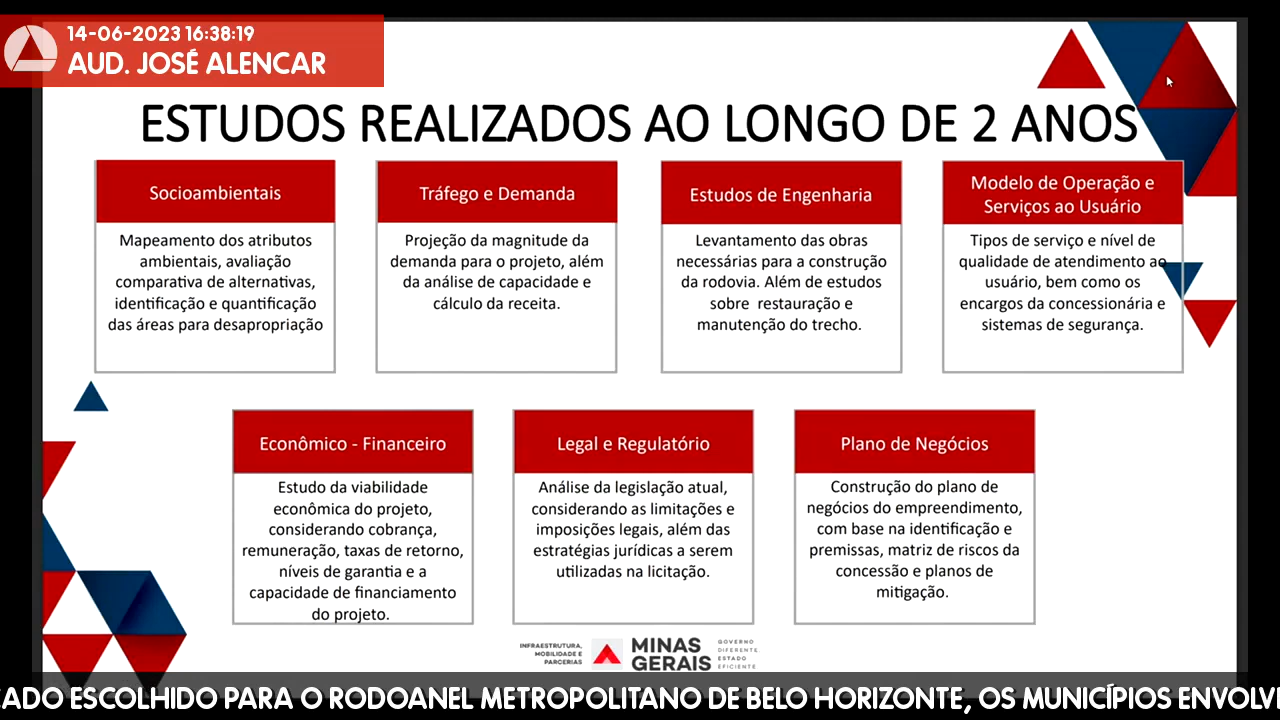 14-06-2023 16:38:19
AUD. JOSÉ ALENCAR
ESTUDOS REALIZADOS AO LONGO DE 2 ANOS
Socioambientais
Mapeamento dos atributos
ambientais, avaliação
comparativa de alternativas,
identificação e quantificação
das áreas para desapropriação
Tráfego e Demanda
Projeção da magnitude da
demanda para o projeto, além
da análise de capacidade e
cálculo da receita.
Estudos de Engenharia
Levantamento das obras
necessárias para a construção
da rodovia. Além de estudos
sobre restauração e
manutenção do trecho.
Modelo de Operação e
Serviços ao Usuário
Tipos de serviço e nível de
qualidade de atendimento ao
usuário, bem como os
encargos da concessionária e
sistemas de segurança.
Econômico - Financeiro
Estudo da viabilidade
econômica do projeto,
considerando cobrança,
remuneração, taxas de retorno,
níveis de garantia e a
capacidade de financiamento
do projeto.
Legal e Regulatório
Análise da legislação atual,
considerando as limitações e
imposições legais, além das
estratégias jurídicas a serem
utilizadas na licitação.
Plano de Negócios
Construção do plano de
negócios do empreendimento,
com base na identificação e
premissas, matriz de riscos da
concessão e planos de
mitigação.
INFRAESTRUTURA,
MOBILIDADE E
PARCERIAS
MINAS
GERAIS
GOVERNO
DIFERENTE.
ESTADO
EFICIENTE.
ÇADO ESCOLHIDO PARA O RODOANEL METROPOLITANO DE BELO HORIZONTE, OS MUNICÍPIOS ENVOLV